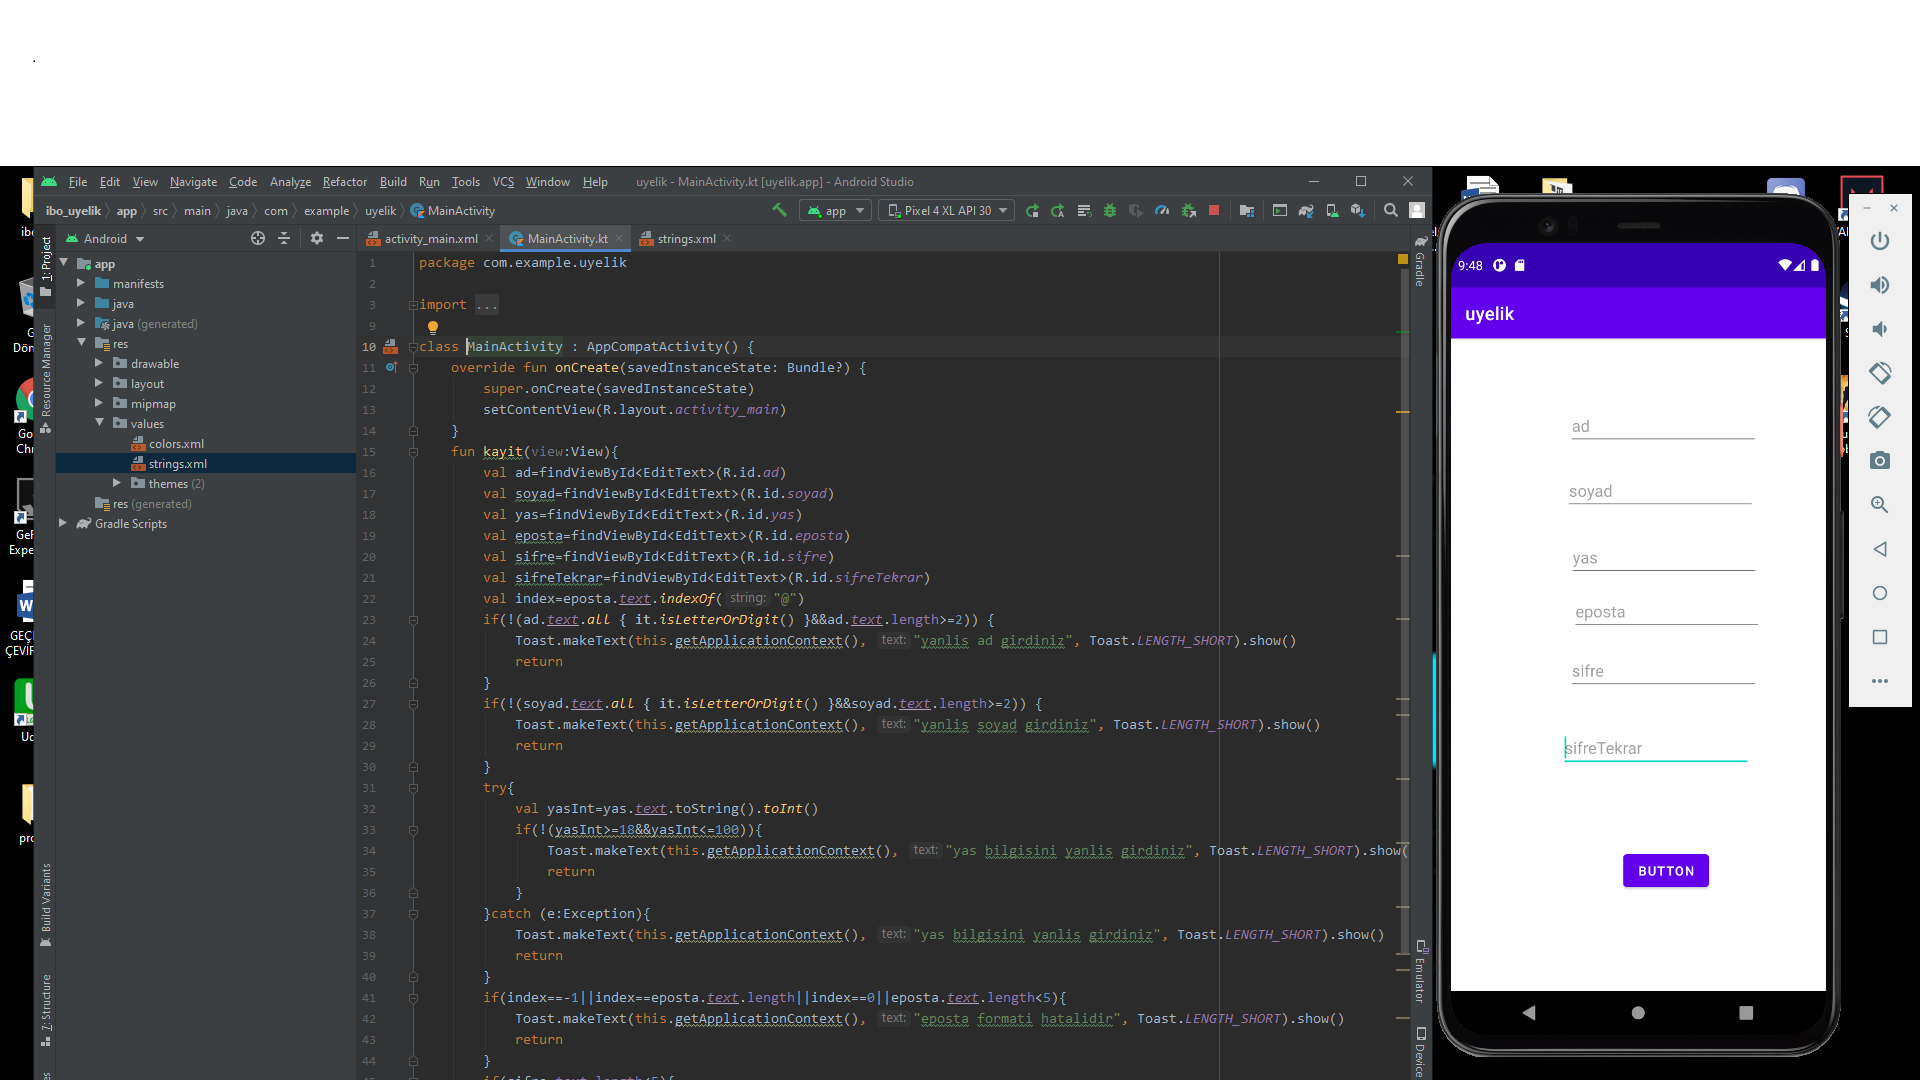 .
File Edit View Navigate Code Analyze Refactor Build Run Tools VCS Window Help uyelik - MainActivity.kt [uyelik.app] - Android Studio
ibo_uyelik app src main java com example uyelik MainActivity app Pixel 4 XL API 30
Android activity_main.xml MainActivity.kt strings.xml
1: Project
Resource Manager
Build Variants
7: Structure
app
manifests
java
java (generated)
res
drawable
layout
mipmap
values
colors.xml
strings.xml
themes (2)
res (generated)
Gradle Scripts
1 package com.example.uyelik
2
3 import ...
9
10 class MainActivity : AppCompatActivity() {
11 override fun onCreate(savedInstanceState: Bundle?) {
12 super.onCreate(savedInstanceState)
13 setContentView(R.layout.activity_main)
14 }
15 fun kayit(view:View){
16 val ad=findViewById<EditText>(R.id.ad)
17 val soyad=findViewById<EditText>(R.id.soyad)
18 val yas=findViewById<EditText>(R.id.yas)
19 val eposta=findViewById<EditText>(R.id.eposta)
20 val sifre=findViewById<EditText>(R.id.sifre)
21 val sifreTekrar=findViewById<EditText>(R.id.sifreTekrar)
22 val index=eposta.text.indexOf( string: "@")
23 if(!(ad.text.all { it.isLetterOrDigit() }&&ad.text.length>=2)) {
24 Toast.makeText(this.getApplicationContext(), text: "yanlis ad girdiniz", Toast.LENGTH_SHORT).show()
25 return
26 }
27 if(!(soyad.text.all { it.isLetterOrDigit() }&&soyad.text.length>=2)) {
28 Toast.makeText(this.getApplicationContext(), text: "yanlis soyad girdiniz", Toast.LENGTH_SHORT).show()
29 return
30 }
31 try{
32 val yasInt=yas.text.toString().toInt()
33 if(!(yasInt>=18&&yasInt<=100)){
34 Toast.makeText(this.getApplicationContext(), text: "yas bilgisini yanlis girdiniz", Toast.LENGTH_SHORT).show(
35 return
36 }
37 }catch (e:Exception){
38 Toast.makeText(this.getApplicationContext(), text: "yas bilgisini yanlis girdiniz", Toast.LENGTH_SHORT).show()
39 return
40 }
41 if(index==-1||index==eposta.text.length||index==0||eposta.text.length<5){
42 Toast.makeText(this.getApplicationContext(), text: "eposta formati hatalidir", Toast.LENGTH_SHORT).show()
43 return
44 }
Gradle
Emulator
Device
9:48
uyelik
ad
soyad
yas
eposta
sifre
sifreTekrar
BUTTON